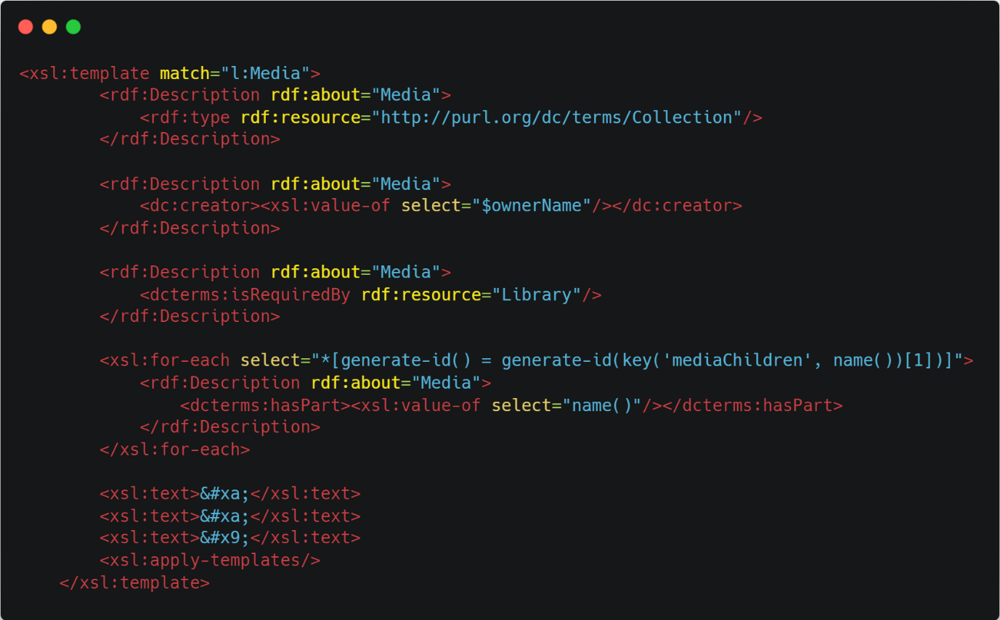 <xsl:template match="l:Media">
        <rdf:Description rdf:about="Media">
            <rdf:type rdf:resource="http://purl.org/dc/terms/Collection"/>
        </rdf:Description>

        <rdf:Description rdf:about="Media">
            <dc:creator><xsl:value-of select="$ownerName"/></dc:creator>
        </rdf:Description>

        <rdf:Description rdf:about="Media">
            <dcterms:isRequiredBy rdf:resource="Library"/>
        </rdf:Description>

        <xsl:for-each select="*[generate-id() = generate-id(key('mediaChildren', name())[1])]">
            <rdf:Description rdf:about="Media">
                <dcterms:hasPart><xsl:value-of select="name()"/></dcterms:hasPart>
            </rdf:Description>
        </xsl:for-each>

        <xsl:text>&#xa;</xsl:text>
        <xsl:text>&#xa;</xsl:text>
        <xsl:text>&#x9;</xsl:text>
        <xsl:apply-templates/>
    </xsl:template>